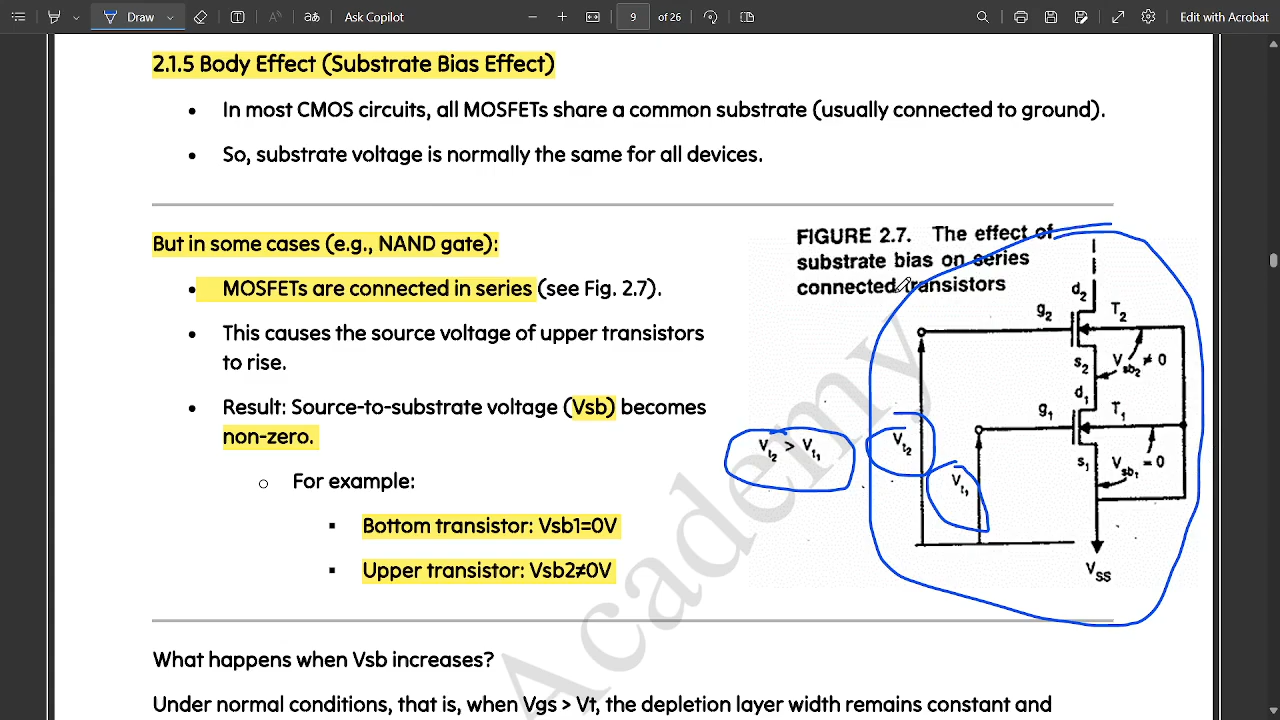 Draw
Ask Copilot
9
of 26
Edit with Acrobat
2.1.5 Body Effect (Substrate Bias Effect)
• In most CMOS circuits, all MOSFETs share a common substrate (usually connected to ground).
• So, substrate voltage is normally the same for all devices.
But in some cases (e.g., NAND gate):
• MOSFETs are connected in series (see Fig. 2.7).
• This causes the source voltage of upper transistors
to rise.
• Result: Source-to-substrate voltage (Vsb) becomes
non-zero.
○ For example:
▪ Bottom transistor: Vsb1=0V
▪ Upper transistor: Vsb2≠0V
FIGURE 2.7. The effect of
substrate bias on series
connected transistors
d2
g2
T2
s2
Vsb2 ≠ 0
d1
g1
T1
s1
Vsb1 = 0
Vt2 > Vt1
Vt2
Vt1
VSS
Academy
What happens when Vsb increases?
Under normal conditions, that is, when Vgs > Vt, the depletion layer width remains constant and